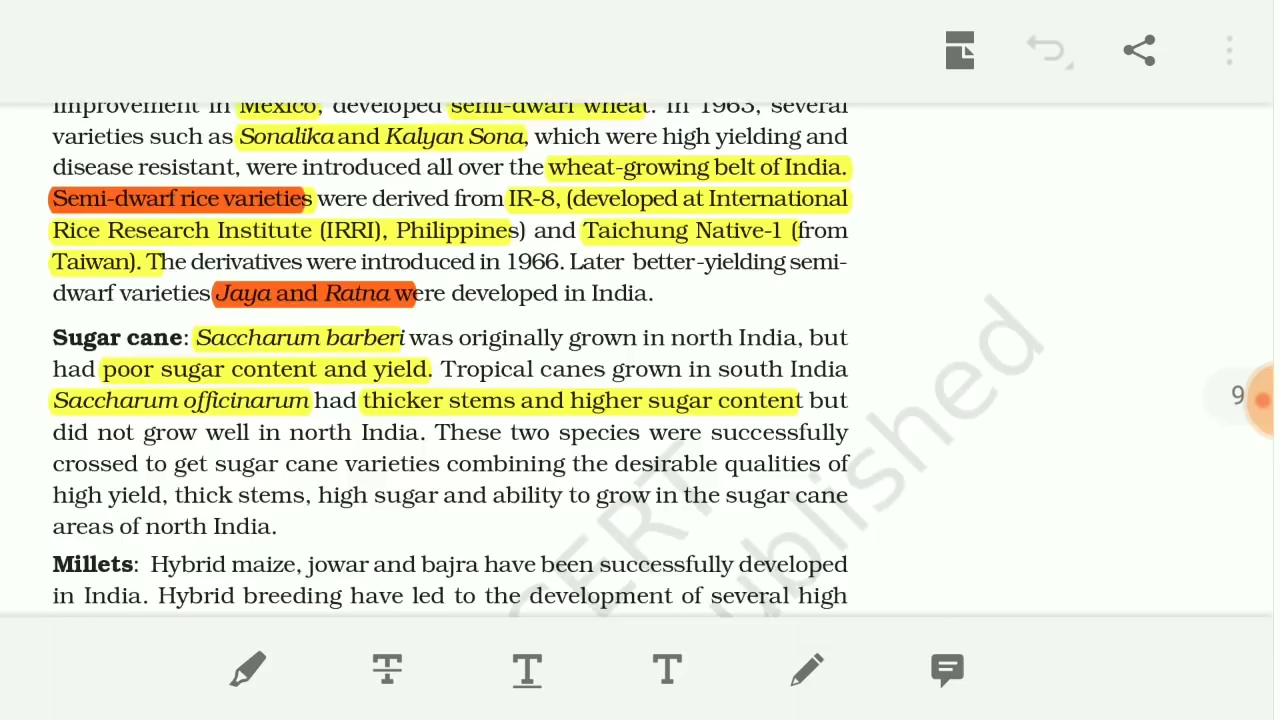 improvement in Mexico, developed semi-dwarf wheat. In 1963, several
varieties such as Sonalika and Kalyan Sona, which were high yielding and
disease resistant, were introduced all over the wheat-growing belt of India.
Semi-dwarf rice varieties were derived from IR-8, (developed at International
Rice Research Institute (IRRI), Philippines) and Taichung Native-1 (from
Taiwan). The derivatives were introduced in 1966. Later better-yielding semi-
dwarf varieties Jaya and Ratna were developed in India.
Sugar cane: Saccharum barberi was originally grown in north India, but
had poor sugar content and yield. Tropical canes grown in south India
Saccharum officinarum had thicker stems and higher sugar content but
did not grow well in north India. These two species were successfully
crossed to get sugar cane varieties combining the desirable qualities of
high yield, thick stems, high sugar and ability to grow in the sugar cane
areas of north India.
Millets: Hybrid maize, jowar and bajra have been successfully developed
in India. Hybrid breeding have led to the development of several high
9